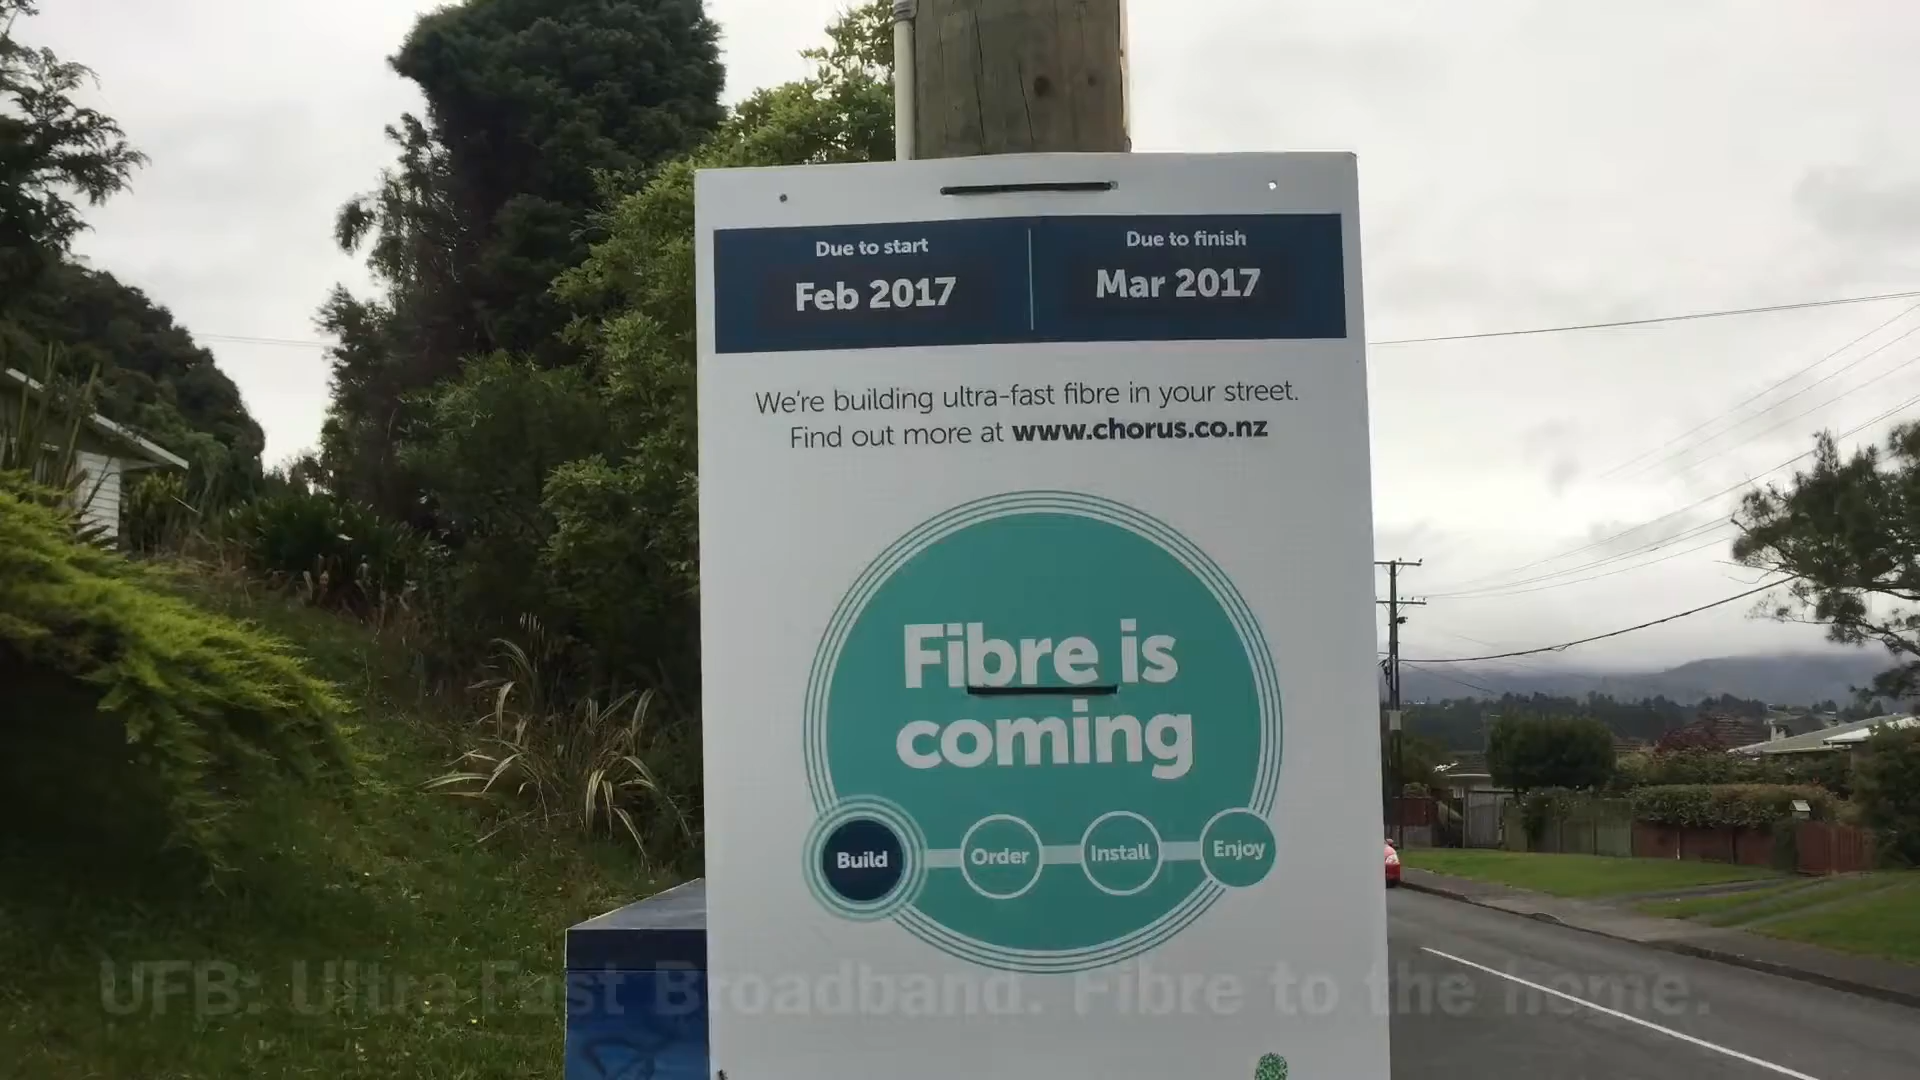 Due to start
Feb 2017
Due to finish
Mar 2017
We're building ultra-fast fibre in your street.
Find out more at www.chorus.co.nz
Fibre is
coming
Build
Order
Install
Enjoy
UFB: Ultra Fast Broadband. Fibre to the home.